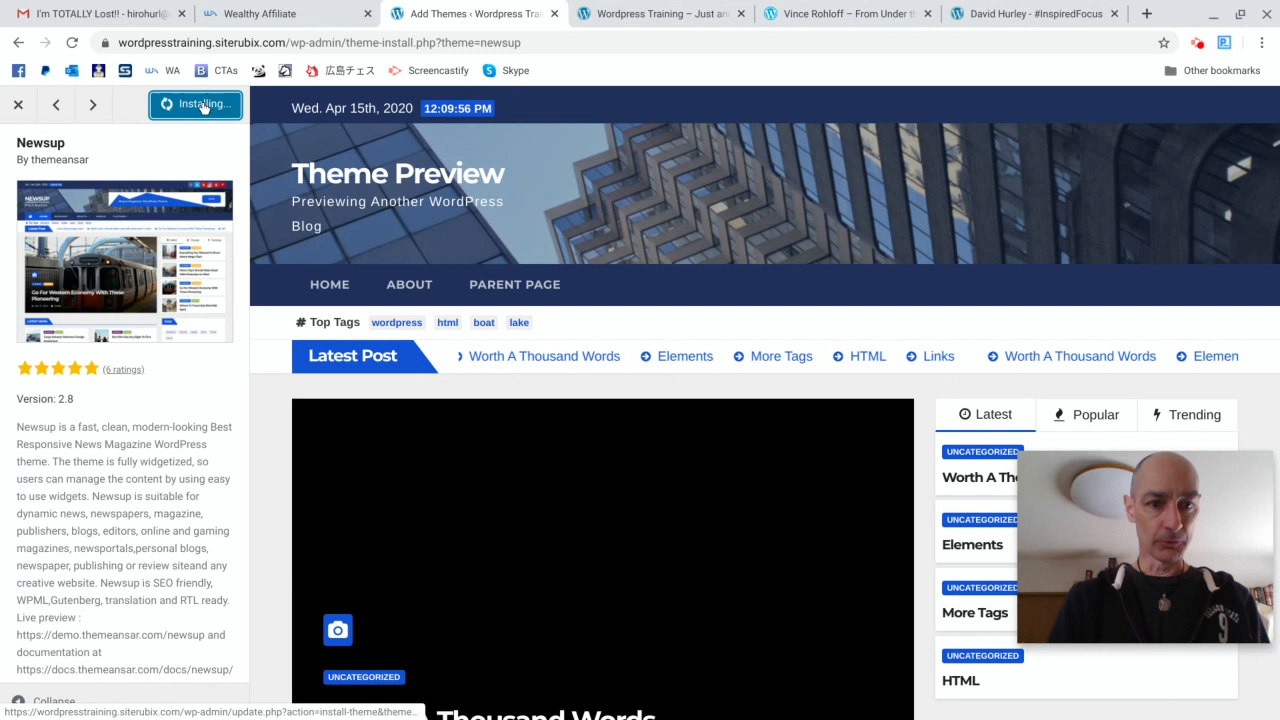 I'm TOTALLY Lost!! - hirohurl@
Wealthy Affiliate
Add Themes ‹ Wordpress Trai
Wordpress Training – Just an
Vince Rohloff – From Under t
David Hurley - #InspiredFocus
wordpresstraining.siterubix.com/wp-admin/theme-install.php?theme=newsup
WA
CTAs
広島チェス
Screencastify
Skype
Other bookmarks
Installing...
Newsup
By themeansar
(6 ratings)
Version: 2.8
Newsup is a fast, clean, modern-looking Best
Responsive News Magazine WordPress
theme. The theme is fully widgetized, so
users can manage the content by using easy
to use widgets. Newsup is suitable for
dynamic news, newspapers, magazine,
publishers, blogs, editors, online and gaming
magazines, newsportals,personal blogs,
newspaper, publishing or review siteand any
creative website. Newsup is SEO friendly,
WPML,Gutenberg, translation and RTL ready.
Live preview :
https://demo.themeansar.com/newsup and
documentation at
https://docs.themeansar.com/docs/newsup/
Collapse
https://wordpresstraining.siterubix.com/wp-admin/update.php?action=install-theme&theme...
Wed. Apr 15th, 2020 12:09:56 PM
Theme Preview
Previewing Another WordPress
Blog
HOME ABOUT PARENT PAGE
# Top Tags wordpress html boat lake
Latest Post Worth A Thousand Words Elements More Tags HTML Links Worth A Thousand Words Elemen
UNCATEGORIZED
A Thousand Words
Latest Popular Trending
UNCATEGORIZED
Worth A Th
UNCATEGORIZED
Elements
UNCATEGORIZED
More Tags
UNCATEGORIZED
HTML